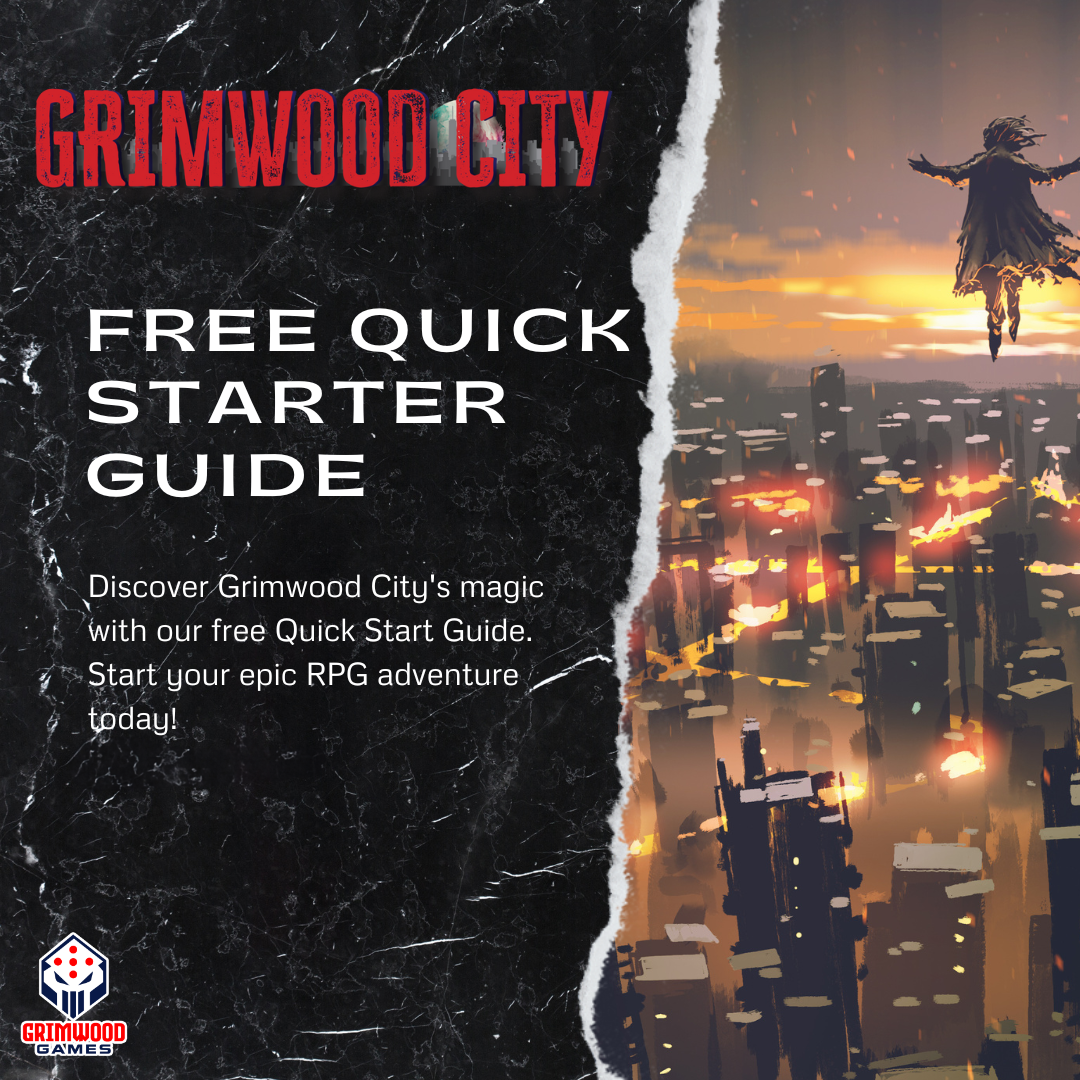 GRIMWOOD CITY
FREE QUICK
STARTER
GUIDE
Discover Grimwood City's magic
with our free Quick Start Guide.
Start your epic RPG adventure
today!
GRIMWOOD
GAMES